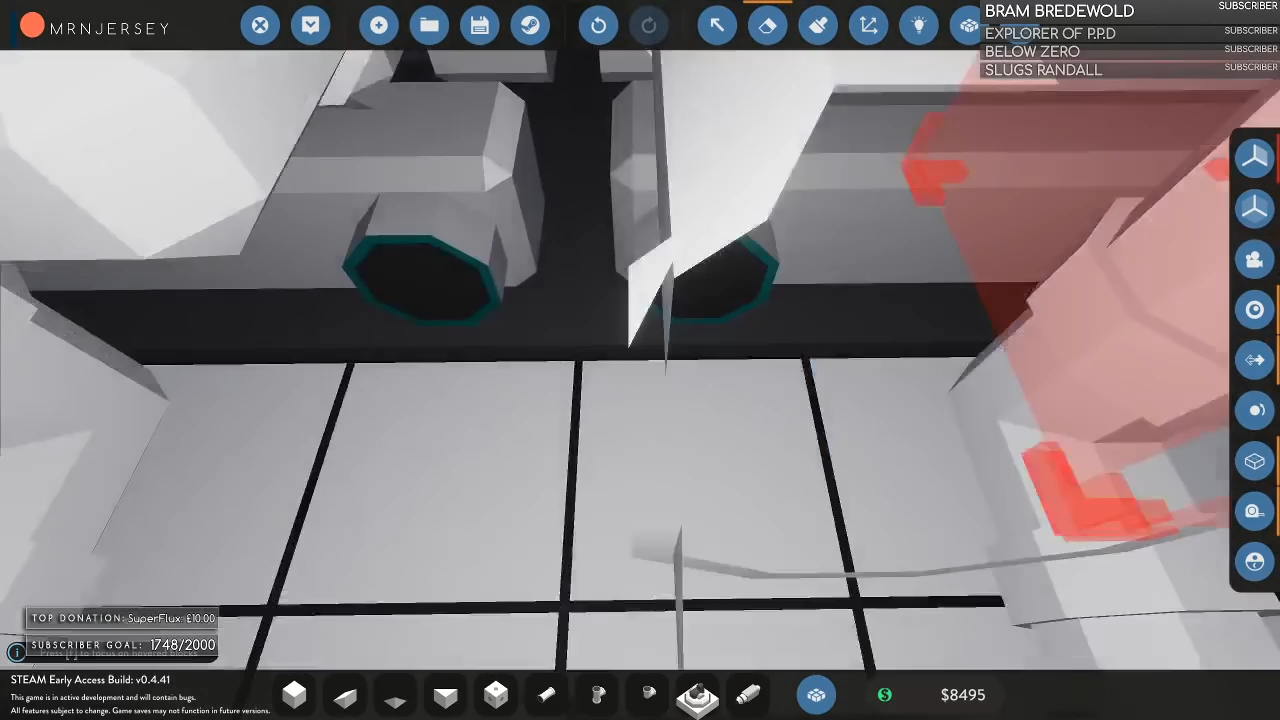 MRNJERSEY
BRAM BREDEWOLD SUBSCRIBER
EXPLORER OF P.P.D SUBSCRIBER
BELOW ZERO SUBSCRIBER
SLUGS RANDALL SUBSCRIBER
TOP DONATION: SuperFlux: £10.00
SUBSCRIBER GOAL: 1748/2000
STEAM Early Access Build: v0.4.41
This game is in active development and will contain bugs.
All features subject to change. Game saves may not function in future versions.
$8495